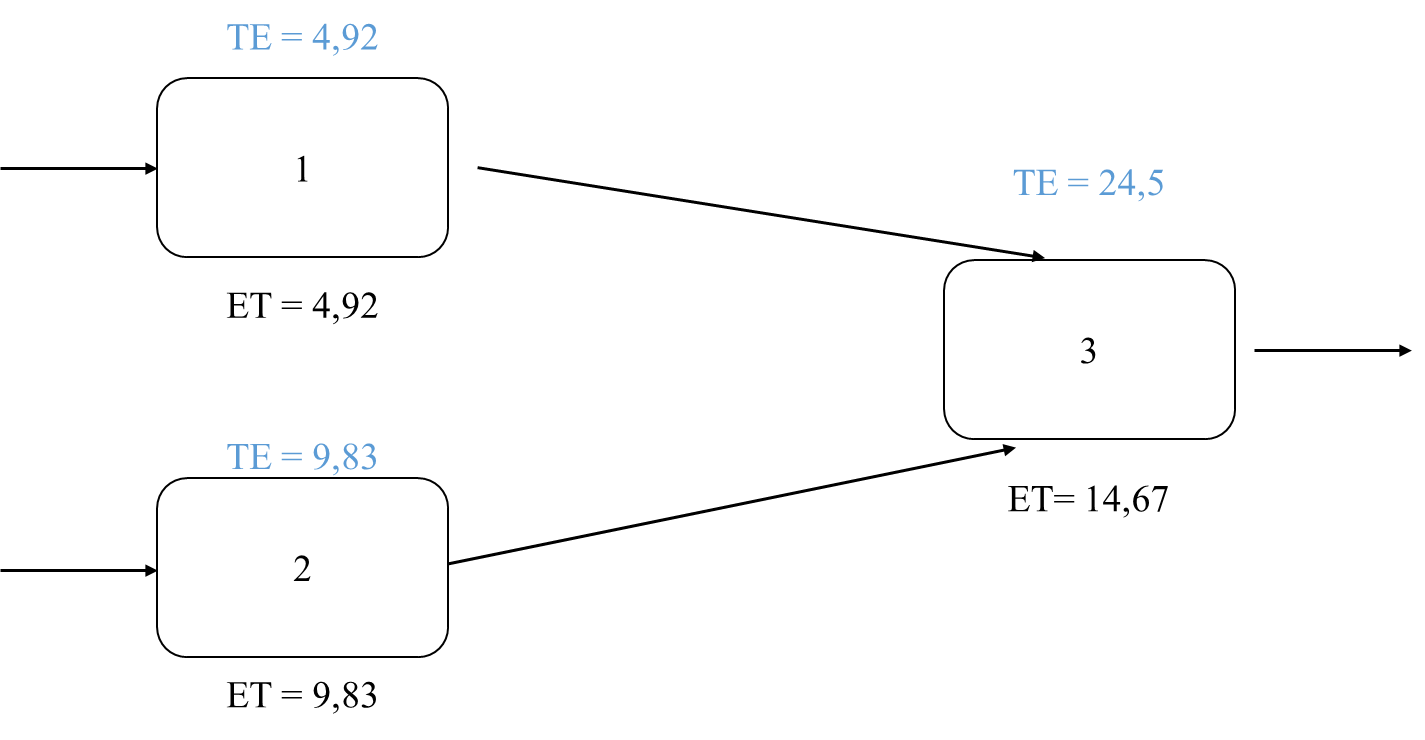 TE = 4,92
1
ET = 4,92
TE = 24,5
3
ET= 14,67
TE = 9,83
2
ET = 9,83